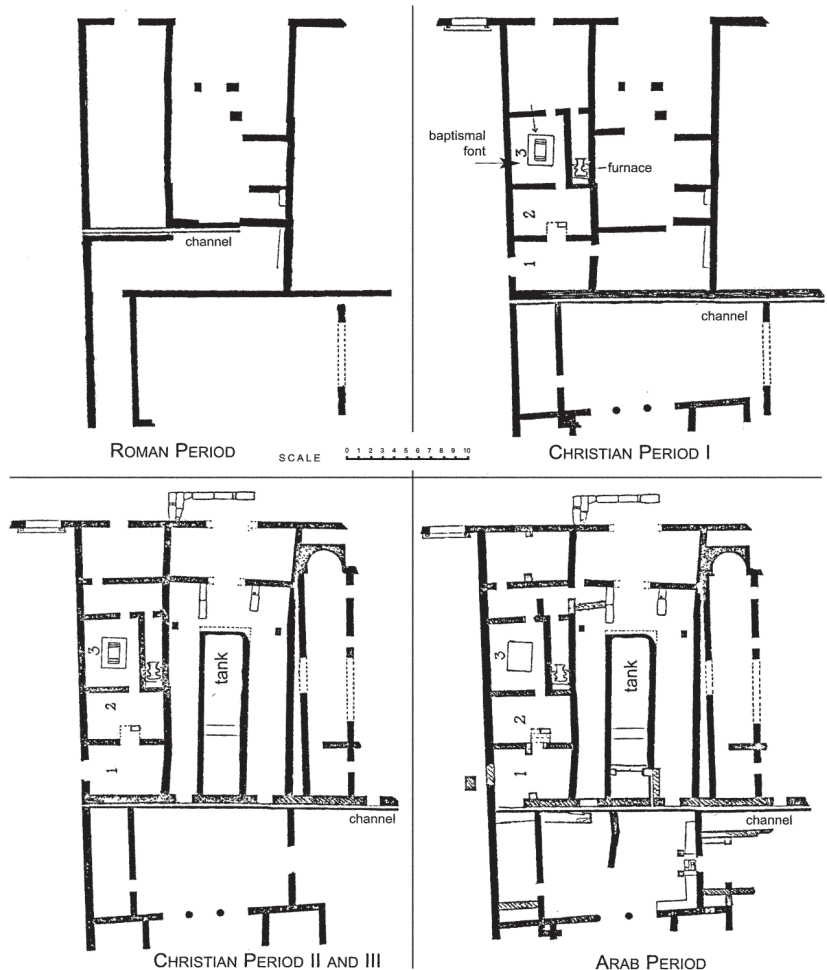 channel
ROMAN PERIOD
baptismal
font
3
furnace
2
1
channel
CHRISTIAN PERIOD I
SCALE 0 1 2 3 4 5 6 7 8 9 10
3
tank
2
1
channel
CHRISTIAN PERIOD II AND III
3
tank
2
1
channel
ARAB PERIOD